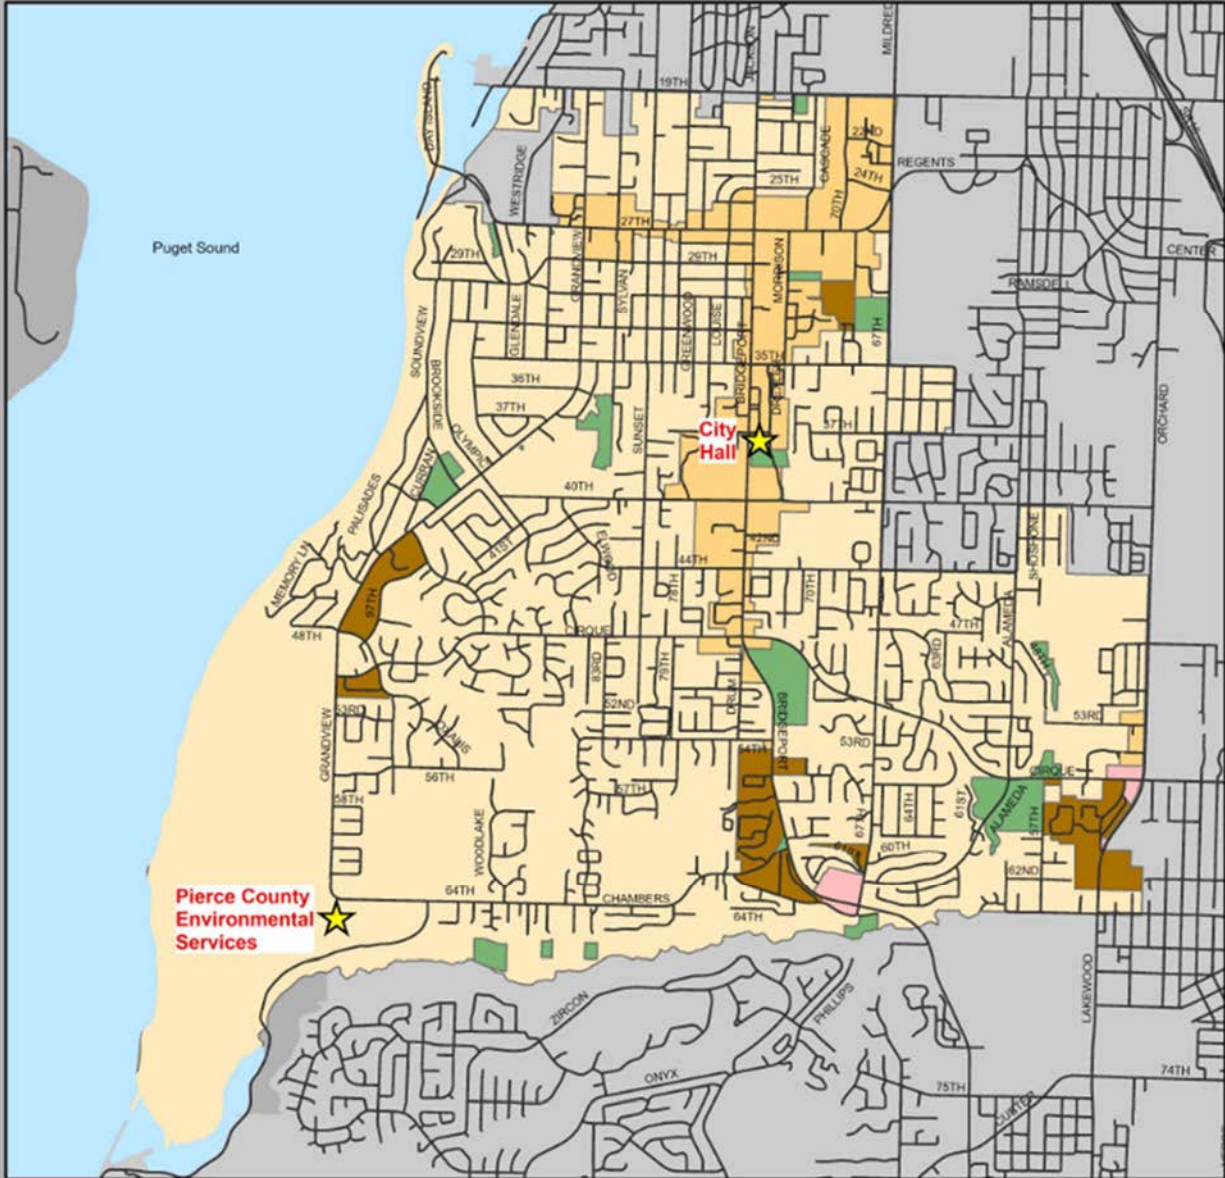 JACKSON
MILDRED
19TH
DAY ISLAND
WESTRIDGE
CASCADE
22ND
REGENTS
25TH
24TH
70TH
27TH
Puget Sound
29TH
GRANDVIEW
29TH
MORRISON
CENTER
SYLVAN
RAMSDELL
GLENDALE
GREENWOOD
LOUISE
67TH
SOUNDVIEW
BRIDGEPORT
35TH
BROOKSIDE
36TH
DREXLER
ORCHARD
37TH
SUNSET
37TH
City
Hall
OLYMPIC
CURRAN
40TH
PALISADES
42ND
41ST
ELWOOD
44TH
SHOSHONE
MEMORY LN
97TH
78TH
70TH
ALAMEDA
48TH
CIRQUE
47TH
83RD
79TH
63RD
DRUM
52ND
BRIDGEPORT
53RD
53RD
GRANDVIEW
53RD
54TH
56TH
CIRQUE
57TH
58TH
61ST
64TH
ALAMEDA
57TH
WOODLAKE
67TH
60TH
62ND
64TH
CHAMBERS
64TH
Pierce County
Environmental
Services
LAKEWOOD
ZIRCON
PHILLIPS
ONYX
75TH
74TH
CUSTER